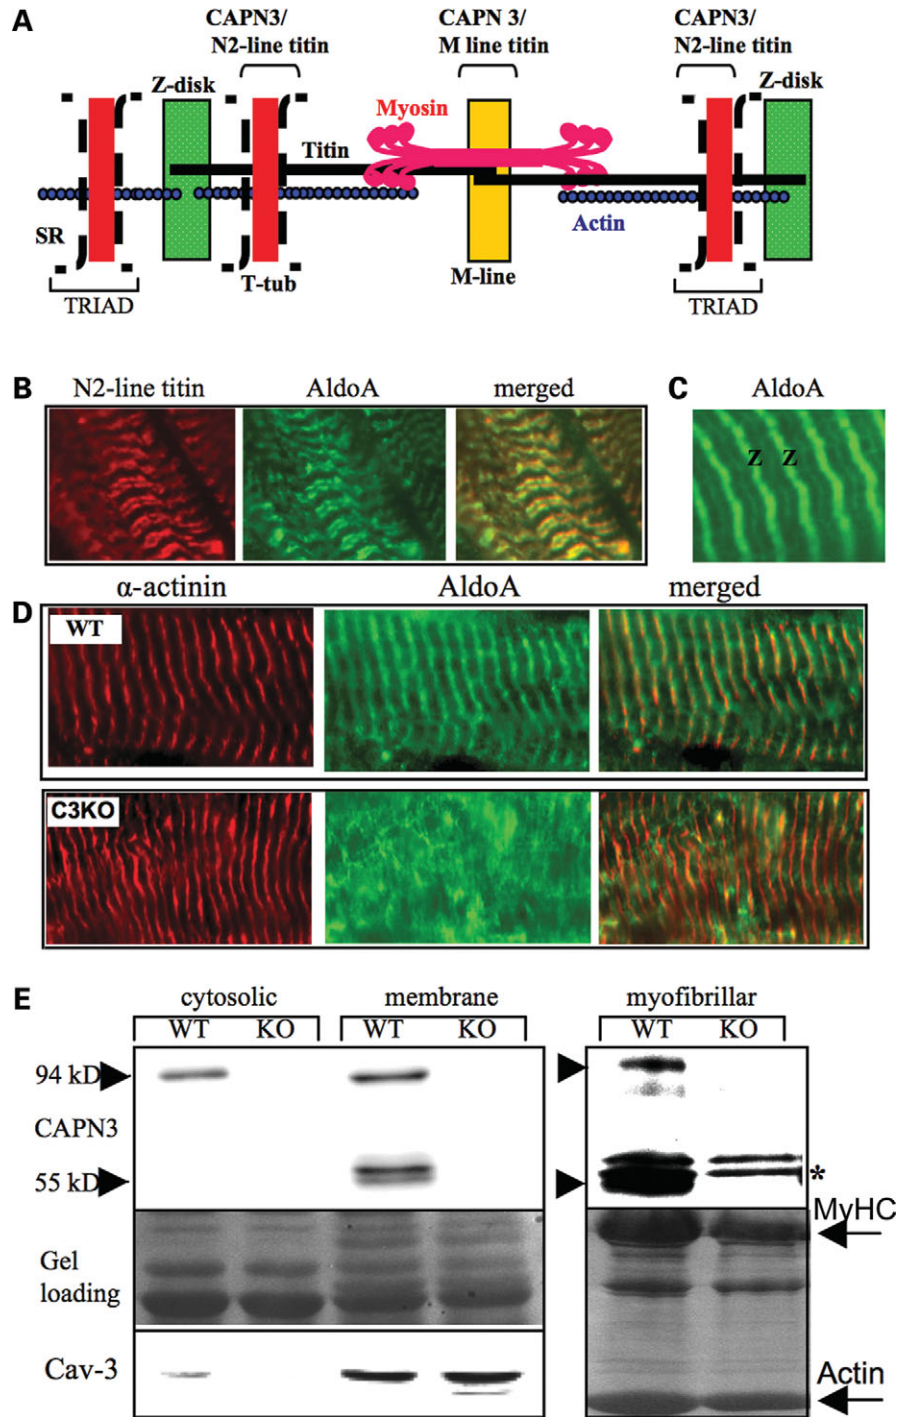 A
CAPN3/
N2-line titin
CAPN 3/
M line titin
CAPN3/
N2-line titin
Z-disk
Z-disk
Myosin
Titin
Actin
SR
T-tub
M-line
TRIAD
TRIAD
B
N2-line titin
AldoA
merged
C
AldoA
Z Z
D
α-actinin
AldoA
merged
WT
C3KO
E
cytosolic
membrane
myofibrillar
WT
KO
WT
KO
WT
KO
94 kD
CAPN3
55 kD
*
MyHC
Gel
loading
Cav-3
Actin